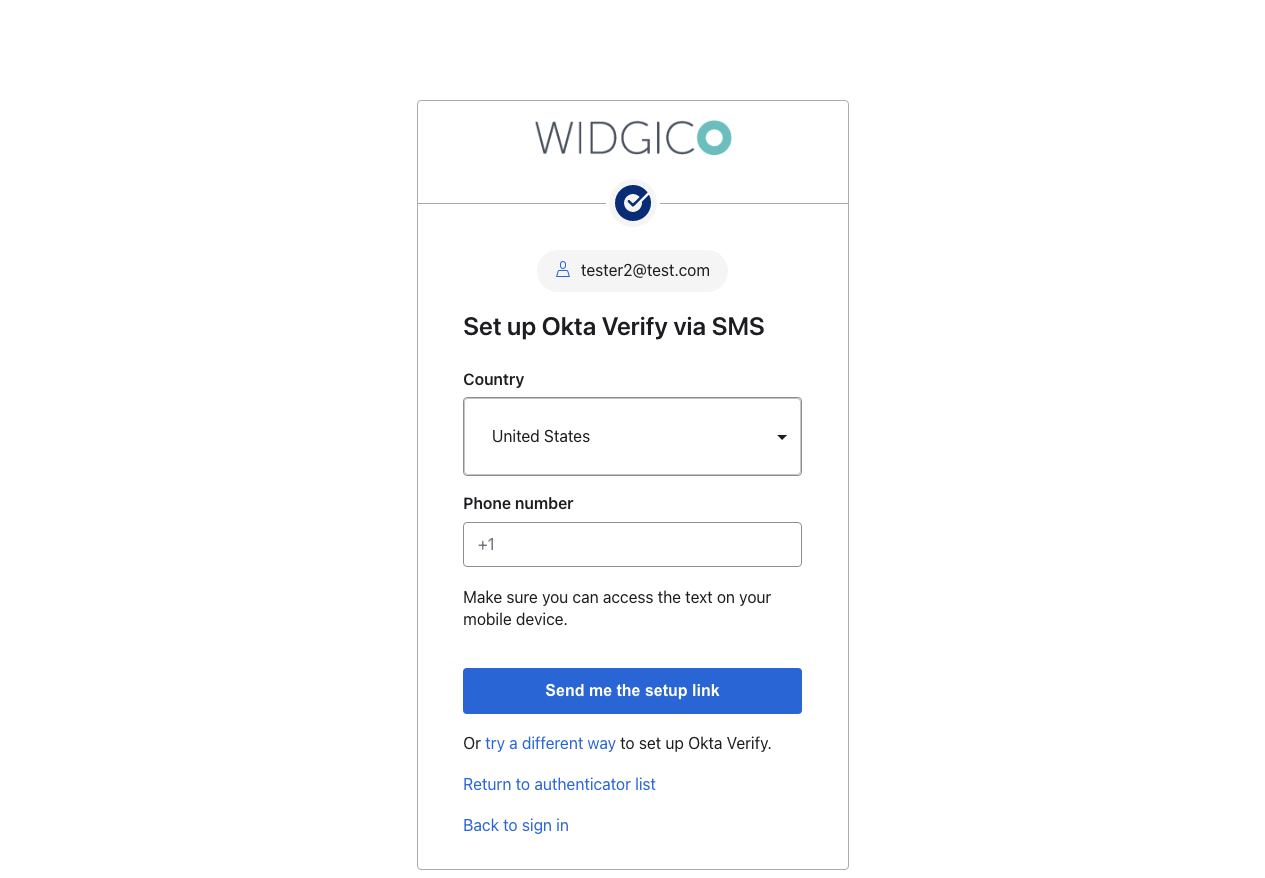 WIDGICO
tester2@test.com
Set up Okta Verify via SMS
Country
United States
Phone number
+1
Make sure you can access the text on your
mobile device.
Send me the setup link
Or try a different way to set up Okta Verify.
Return to authenticator list
Back to sign in